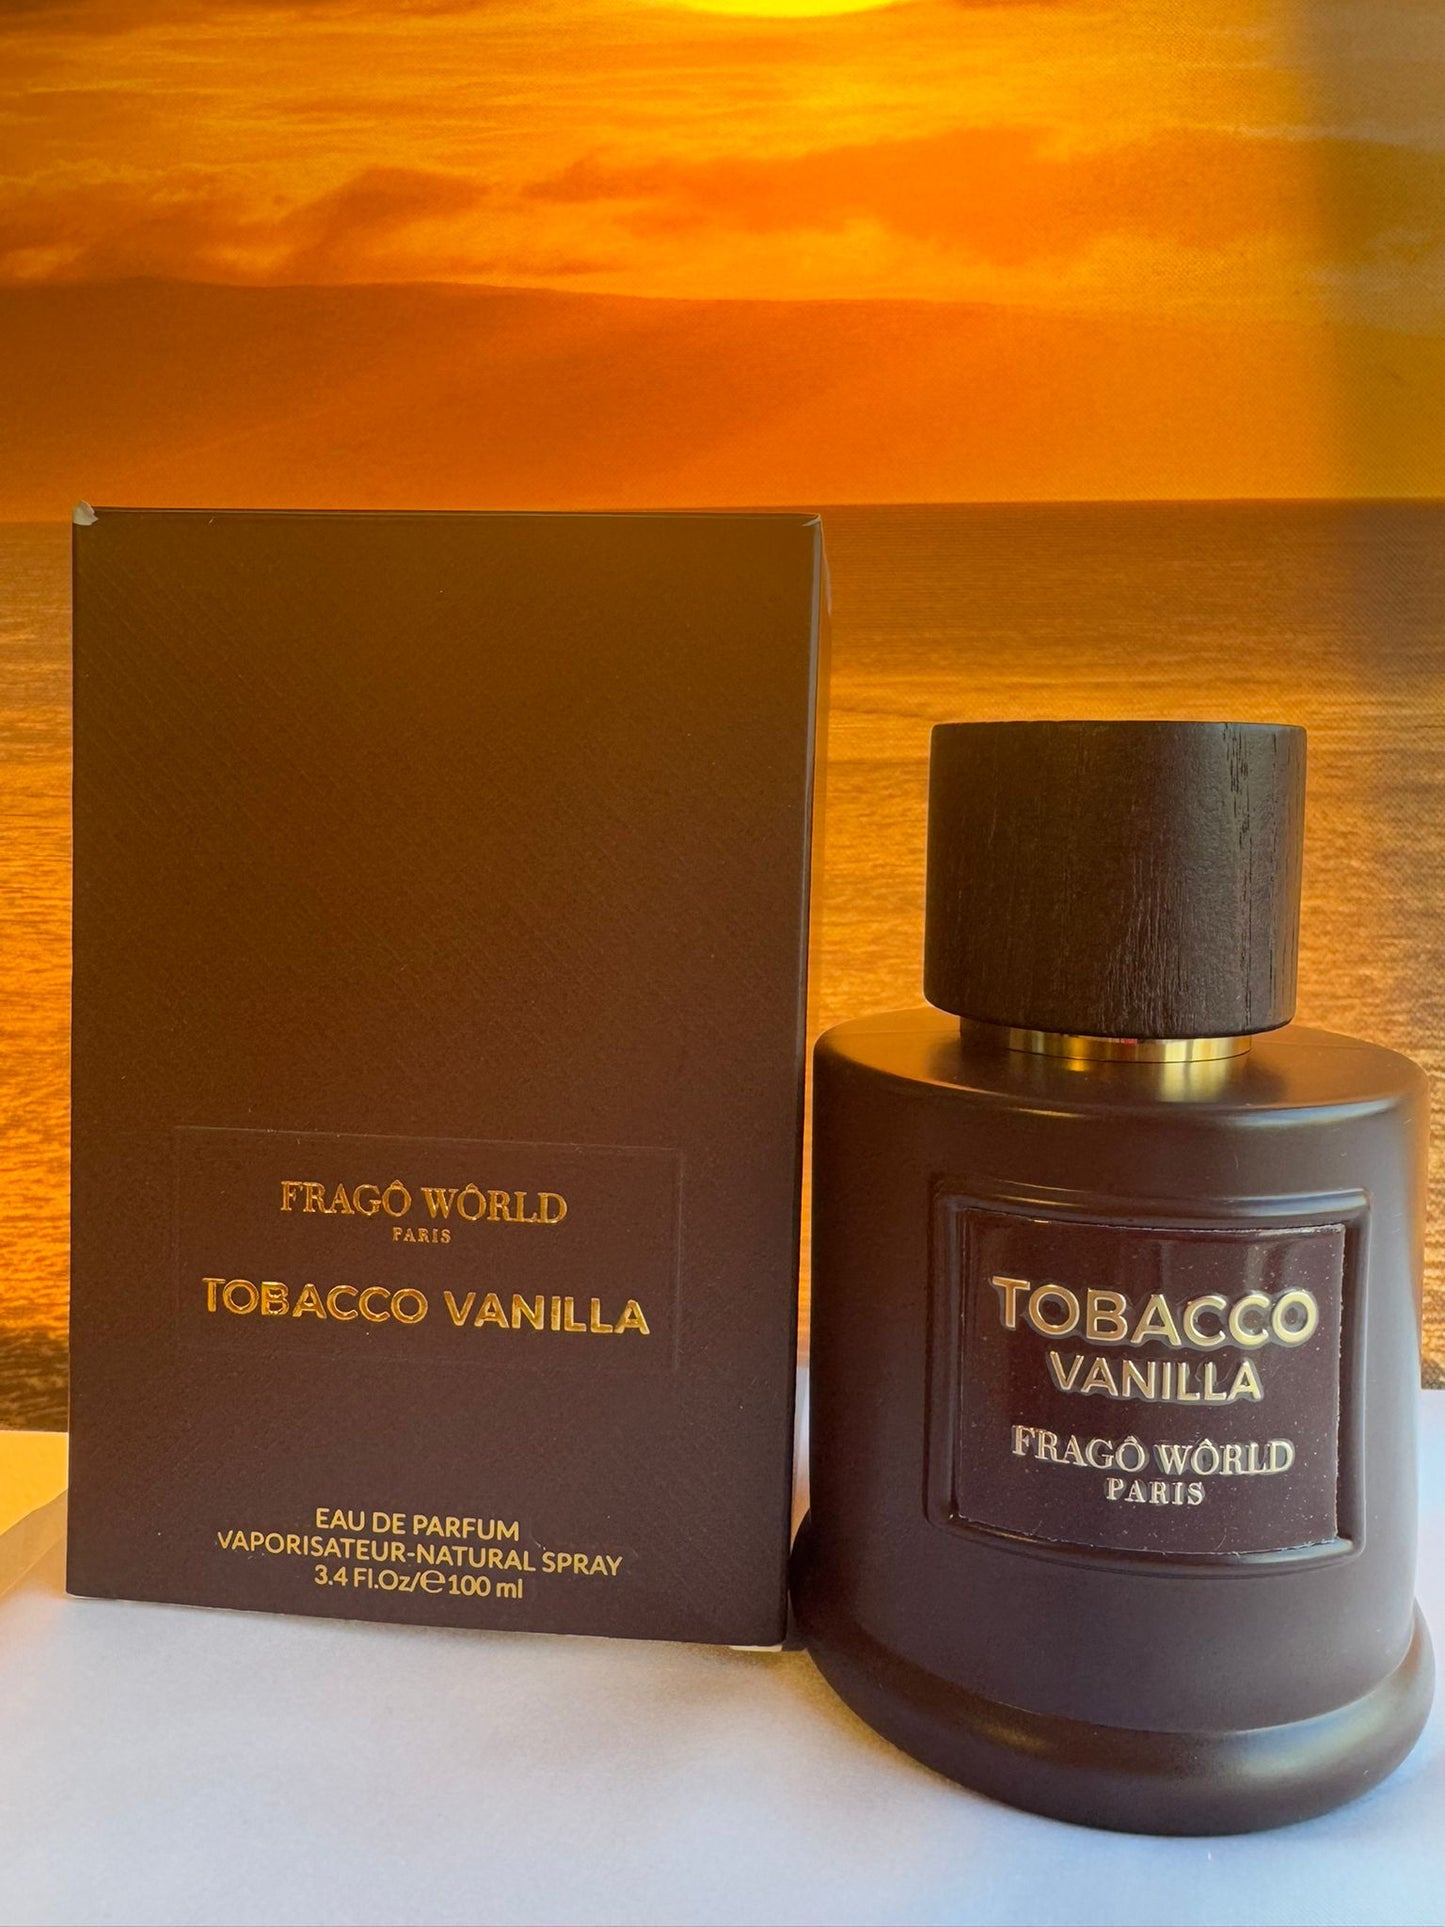 FRAGÔ WÔRLD
PARIS
TOBACCO VANILLA
EAU DE PARFUM
VAPORISATEUR-NATURAL SPRAY
3.4 Fl.Oz/℮100 ml
TOBACCO
VANILLA
FRAGÔ WÔRLD
PARIS